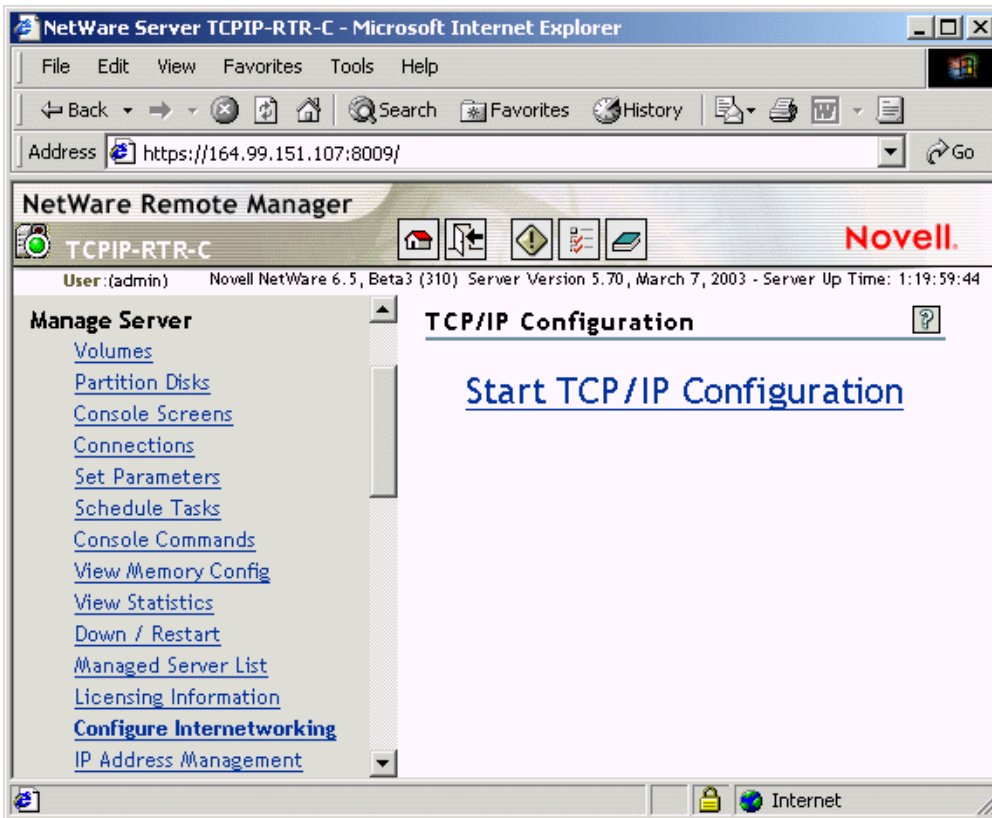 NetWare Server TCPIP-RTR-C - Microsoft Internet Explorer
File Edit View Favorites Tools Help
Back Search Favorites History
Address https://164.99.151.107:8009/ Go
NetWare Remote Manager
TCPIP-RTR-C Novell.
User:(admin) Novell NetWare 6.5, Beta3 (310) Server Version 5.70, March 7, 2003 - Server Up Time: 1:19:59:44
Manage Server
Volumes
Partition Disks
Console Screens
Connections
Set Parameters
Schedule Tasks
Console Commands
View Memory Config
View Statistics
Down / Restart
Managed Server List
Licensing Information
Configure Internetworking
IP Address Management
TCP/IP Configuration ?
Start TCP/IP Configuration
Internet